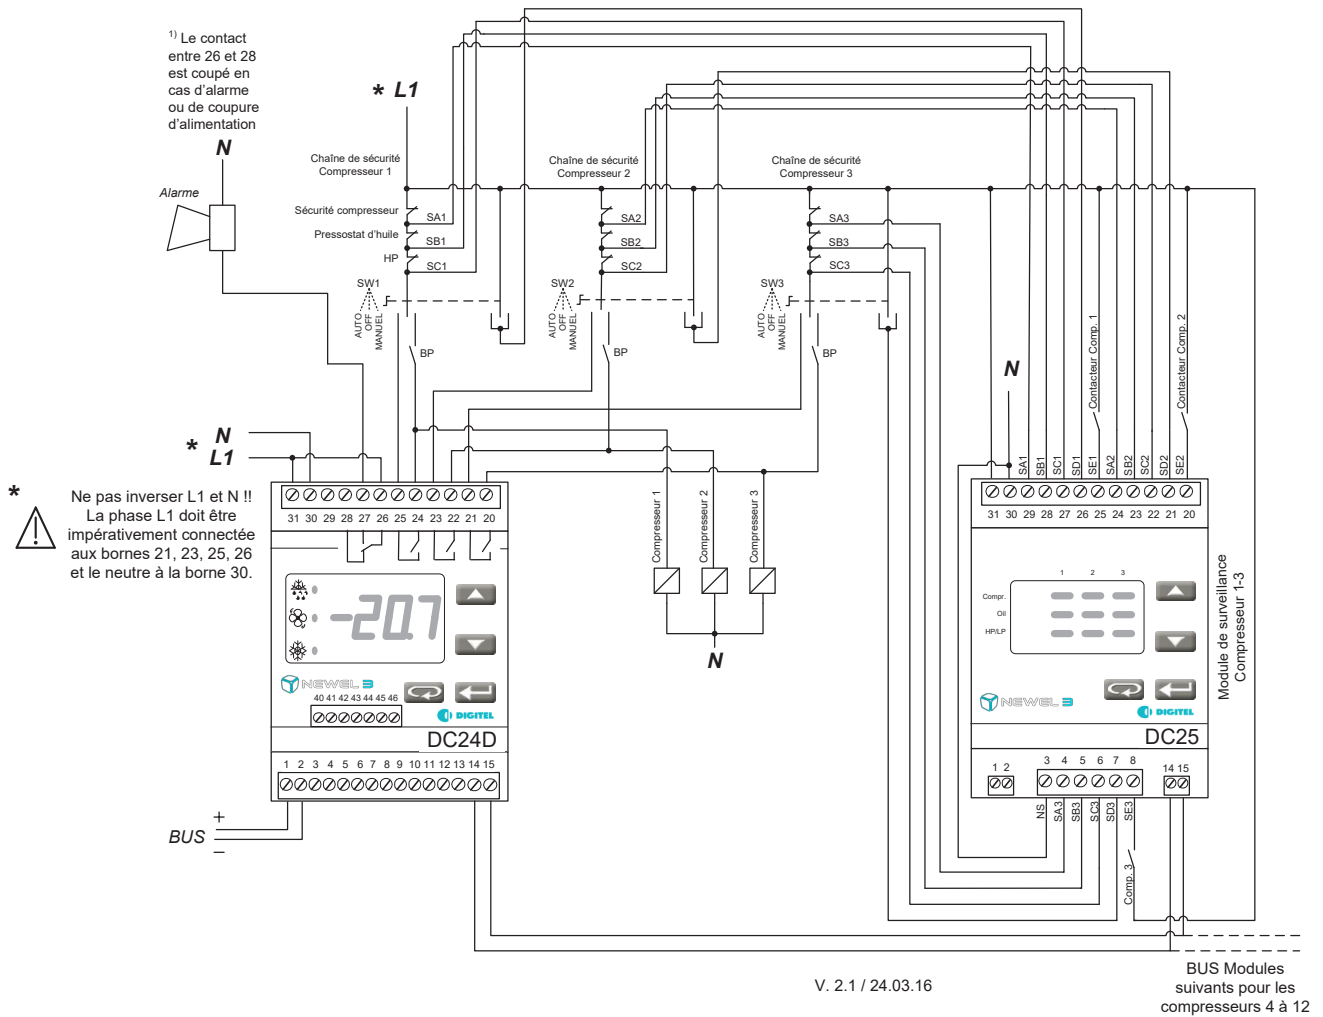 1) Le contact
entre 26 et 28
est coupé en
cas d'alarme
ou de coupure
d'alimentation
N
Alarme
* L1
Chaîne de sécurité
Compresseur 1
Chaîne de sécurité
Compresseur 2
Chaîne de sécurité
Compresseur 3
Sécurité compresseur
Pressostat d'huile
HP
SA1
SB1
SC1
SA2
SB2
SC2
SA3
SB3
SC3
SW1
AUTO
OFF
MANUEL
SW2
AUTO
OFF
MANUEL
SW3
AUTO
OFF
MANUEL
BP
BP
BP
N
* L1
*
Ne pas inverser L1 et N !!
La phase L1 doit être
impérativement connectée
aux bornes 21, 23, 25, 26
et le neutre à la borne 30.
31 30 29 28 27 26 25 24 23 22 21 20
-20.7
NEWEL 3
40 41 42 43 44 45 46
DIGITEL
DC24D
1 2 3 4 5 6 7 8 9 10 11 12 13 14 15
BUS
+
–
Compresseur 1
Compresseur 2
Compresseur 3
N
N
SA1
SB1
SC1
SD1
SE1
SA2
SB2
SC2
SD2
SE2
Contacteur Comp. 1
Contacteur Comp. 2
31 30 29 28 27 26 25 24 23 22 21 20
1 2 3
Compr.
Oil
HP/LP
NEWEL 3
DIGITEL
DC25
Module de surveillance
Compresseur 1-3
1 2 3 4 5 6 7 8 14 15
NS
SA3
SB3
SC3
SD3
SE3
Comp. 3
BUS Modules
suivants pour les
compresseurs 4 à 12
V. 2.1 / 24.03.16